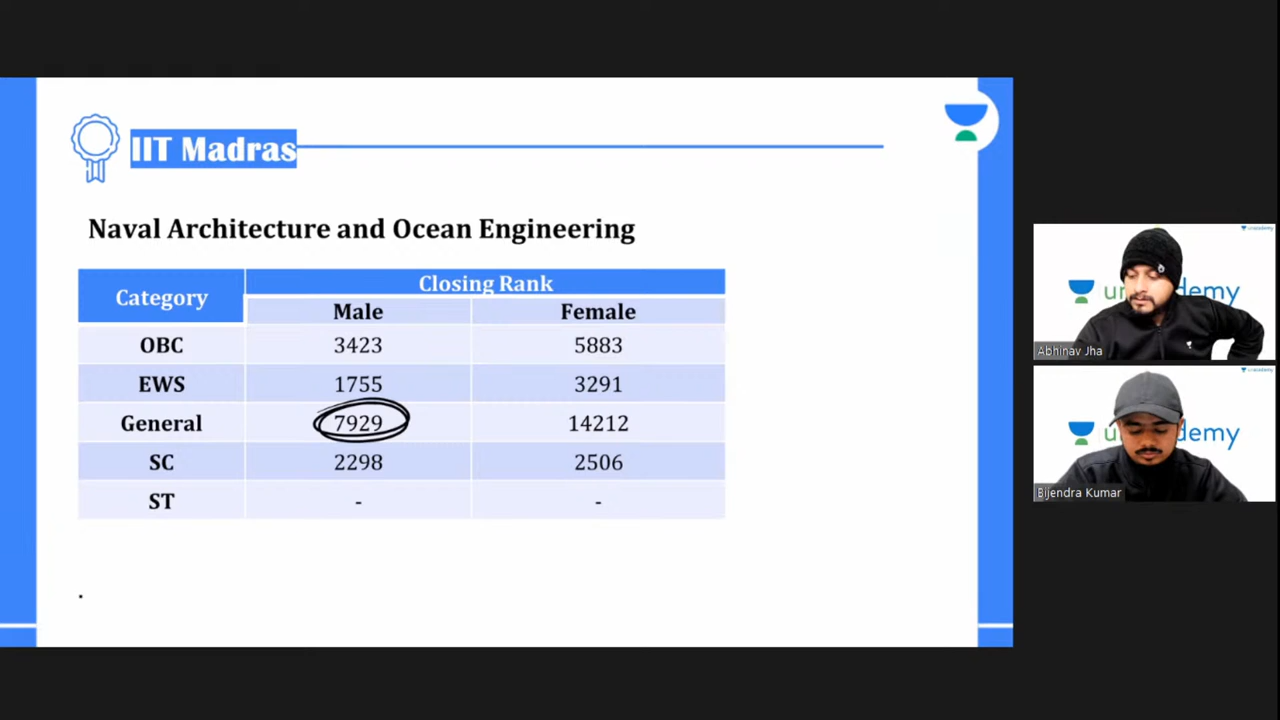 IIT Madras
Naval Architecture and Ocean Engineering
Category Closing Rank
Male Female
OBC 3423 5883
EWS 1755 3291
General 7929 14212
SC 2298 2506
ST - -
.
unacademy
Abhinav Jha
unacademy
Bijendra Kumar